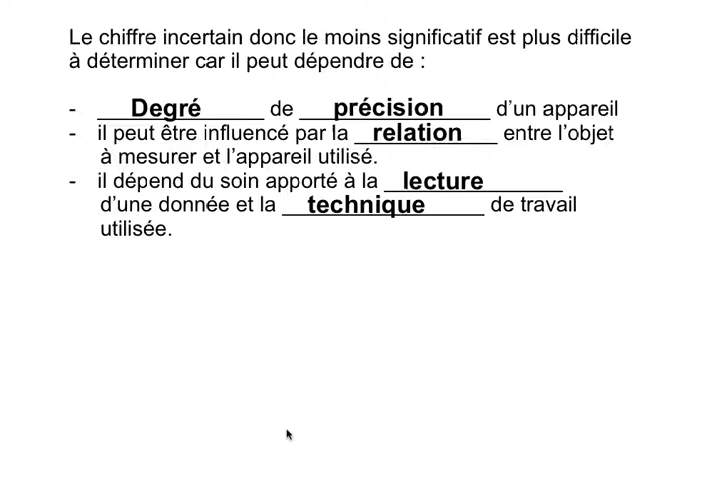 Le chiffre incertain donc le moins significatif est plus difficile
à déterminer car il peut dépendre de :
- Degré de précision d'un appareil
- il peut être influencé par la relation entre l'objet
à mesurer et l'appareil utilisé.
- il dépend du soin apporté à la lecture
d'une donnée et la technique de travail
utilisée.